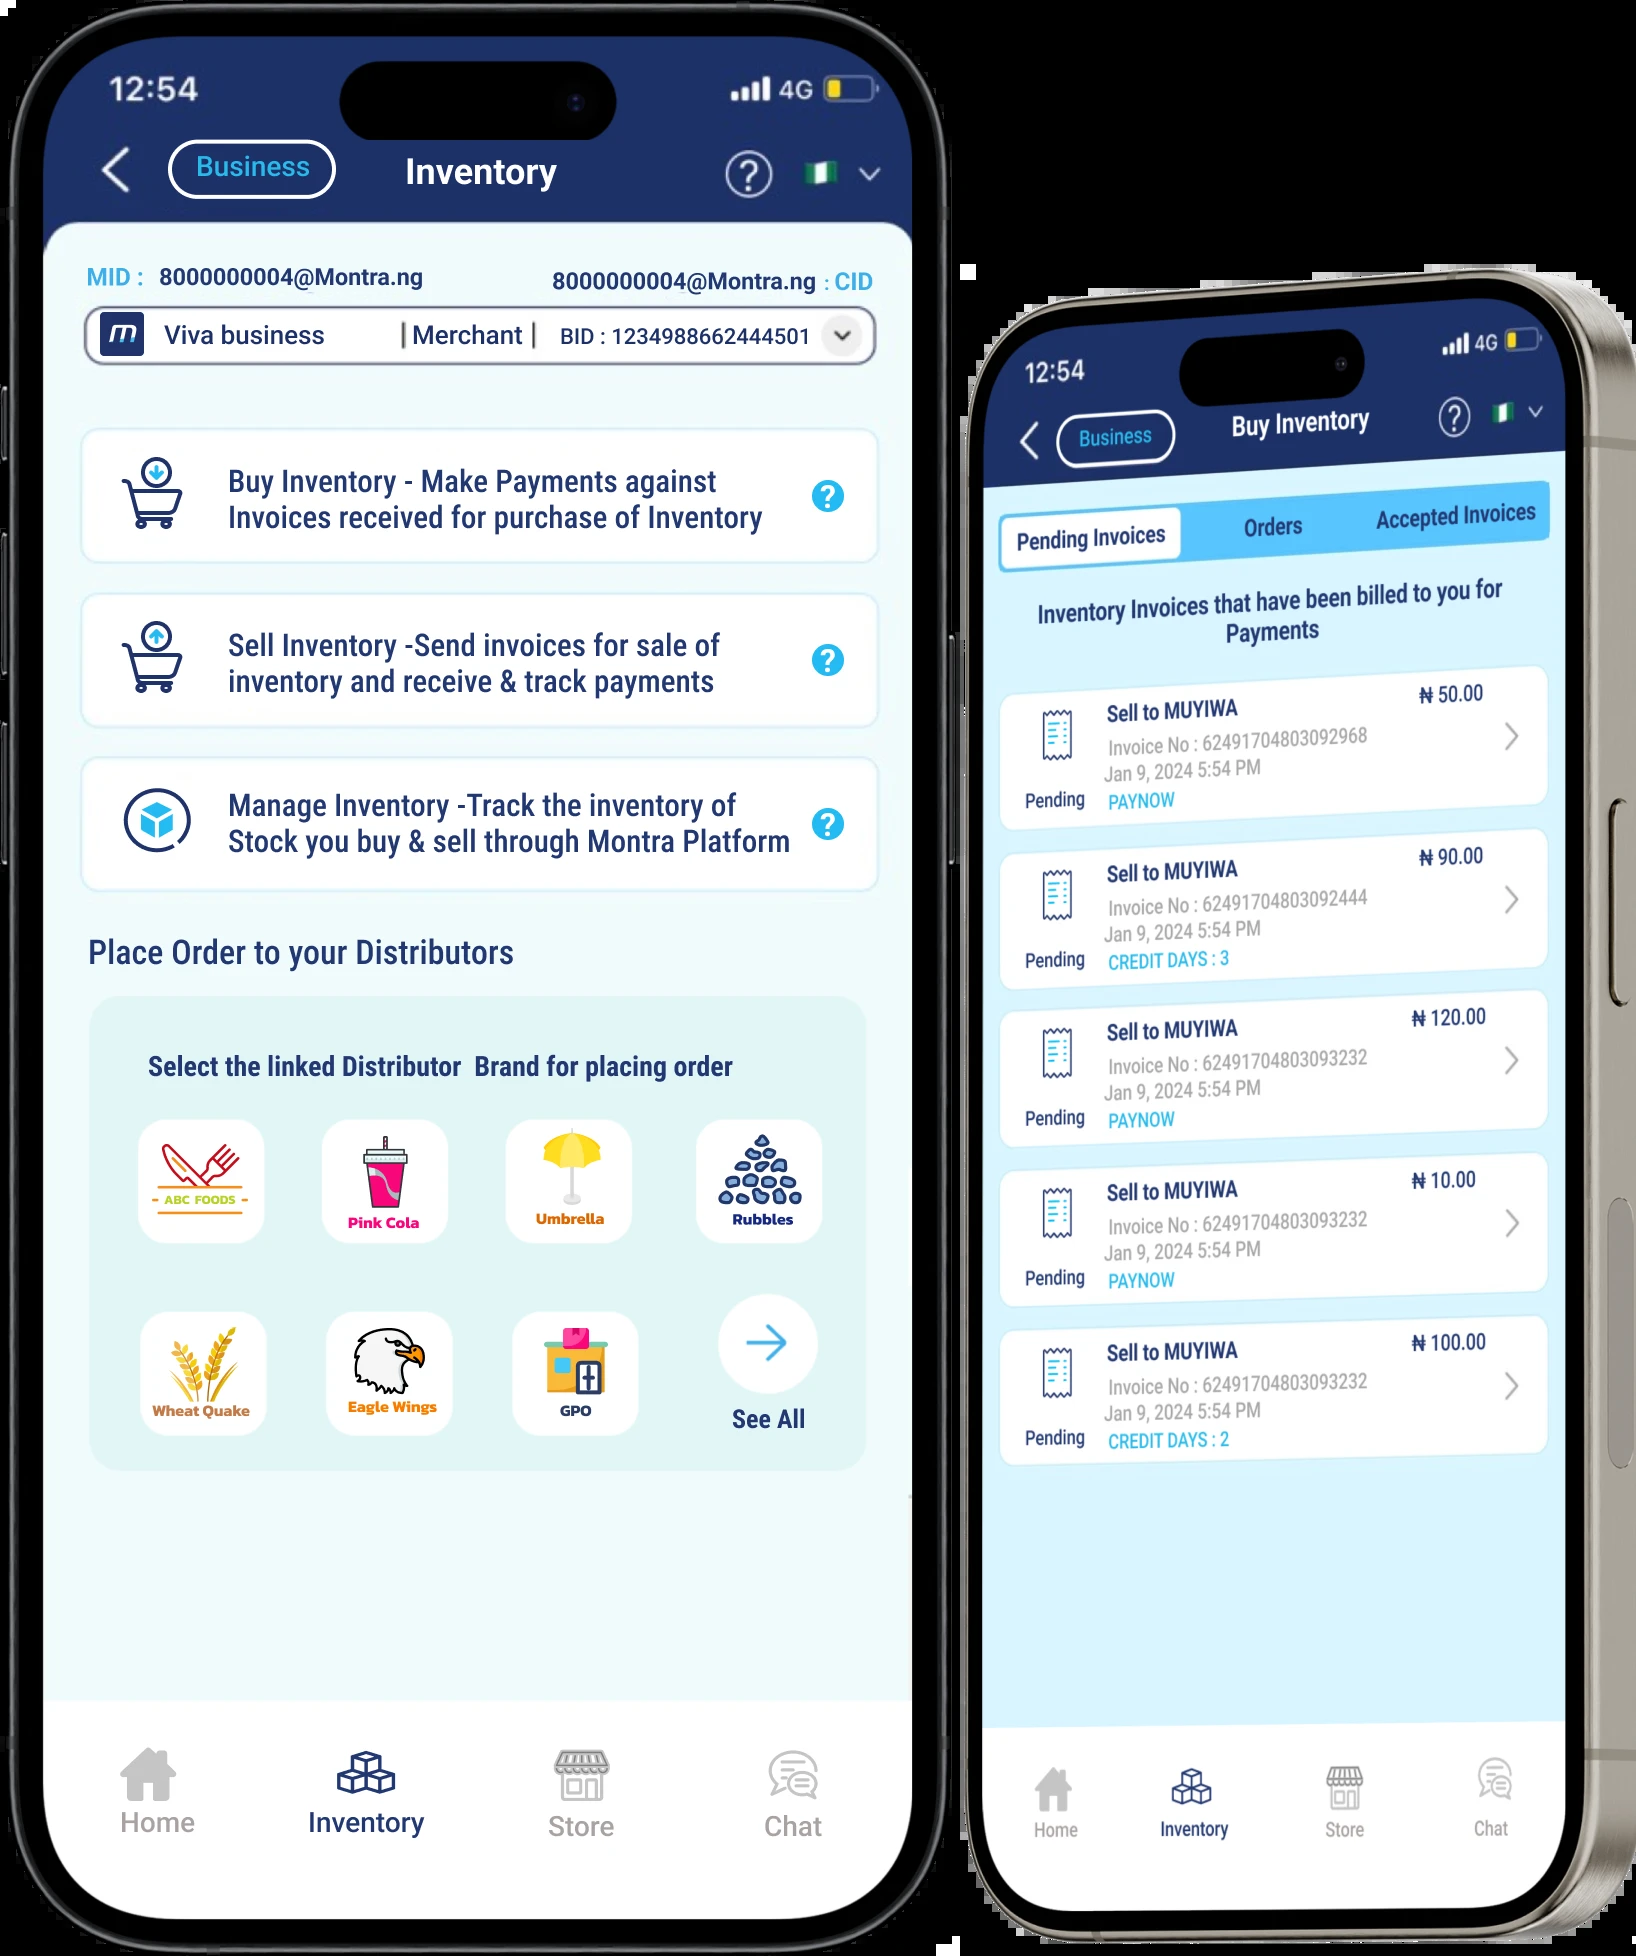 12:54
4G
Business
Inventory
MID : 8000000004@Montra.ng
8000000004@Montra.ng : CID
m
Viva business | Merchant | BID : 1234988662444501
Buy Inventory - Make Payments against
Invoices received for purchase of Inventory
?
Sell Inventory -Send invoices for sale of
inventory and receive & track payments
?
Manage Inventory -Track the inventory of
Stock you buy & sell through Montra Platform
?
Place Order to your Distributors
Select the linked Distributor Brand for placing order
ABC FOODS
Pink Cola
Umbrella
Rubbles
Wheat Quake
Eagle Wings
GPO
See All
Home
Inventory
Store
Chat
12:54
4G
Business
Buy Inventory
?
Pending Invoices
Orders
Accepted Invoices
Inventory Invoices that have been billed to you for
Payments
Sell to MUYIWA
₦ 50.00
Invoice No : 62491704803092968
Jan 9, 2024 5:54 PM
Pending
PAYNOW
Sell to MUYIWA
₦ 90.00
Invoice No : 62491704803092444
Jan 9, 2024 5:54 PM
Pending
CREDIT DAYS : 3
Sell to MUYIWA
₦ 120.00
Invoice No : 62491704803093232
Jan 9, 2024 5:54 PM
Pending
PAYNOW
Sell to MUYIWA
₦ 10.00
Invoice No : 62491704803093232
Jan 9, 2024 5:54 PM
Pending
PAYNOW
Sell to MUYIWA
₦ 100.00
Invoice No : 62491704803093232
Jan 9, 2024 5:54 PM
Pending
CREDIT DAYS : 2
Home
Inventory
Store
Chat